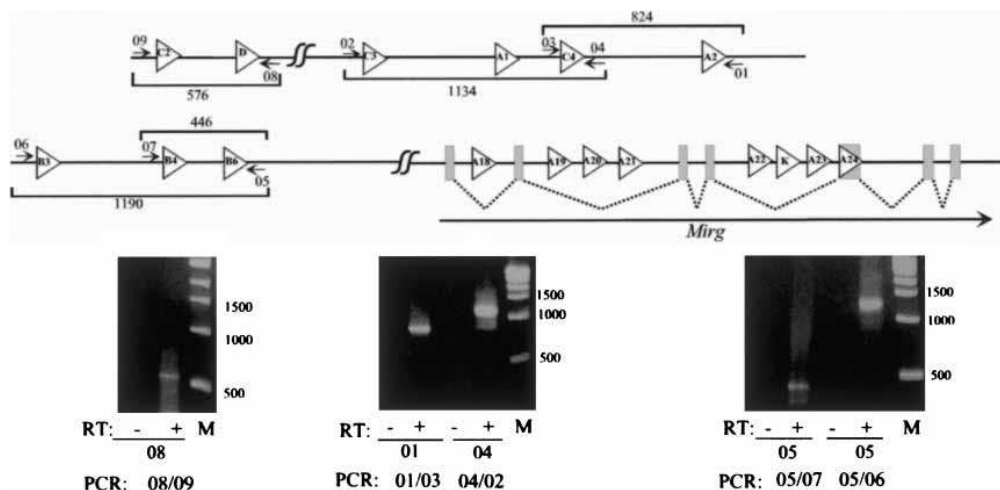 824
09 C2 D 08 02 C3 A1 03 C4 04 A2 01
576
1134
446
06 B3 07 B4 B6 05 A18 A19 A20 A21 A22 K A23 A24
1190
Mirg
1500
1000
500
1500
1000
500
1500
1000
500
RT: - + M
08
PCR: 08/09
- + - + M
RT:
01 04
PCR: 01/03 04/02
RT: - + - + M
05 05
PCR: 05/07 05/06